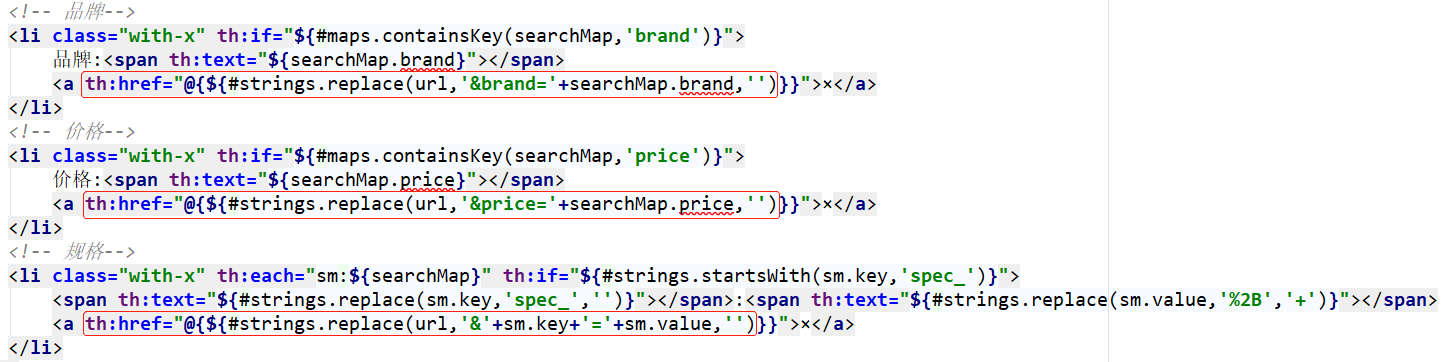 <!-- 品牌-->
<li class="with-x" th:if="${#maps.containsKey(searchMap,'brand')}">
    品牌:<span th:text="${searchMap.brand}"></span>
    <a th:href="@{${#strings.replace(url,'&brand='+searchMap.brand,'')}}">×</a>
</li>
<!-- 价格-->
<li class="with-x" th:if="${#maps.containsKey(searchMap,'price')}">
    价格:<span th:text="${searchMap.price}"></span>
    <a th:href="@{${#strings.replace(url,'&price='+searchMap.price,'')}}">×</a>
</li>
<!-- 规格-->
<li class="with-x" th:each="sm:${searchMap}" th:if="${#strings.startsWith(sm.key,'spec_')}">
    <span th:text="${#strings.replace(sm.key,'spec_','')}"></span>:<span th:text="${#strings.replace(sm.value,'%2B','+')}"></span>
    <a th:href="@{${#strings.replace(url,'&'+sm.key+'='+sm.value,'')}}">×</a>
</li>